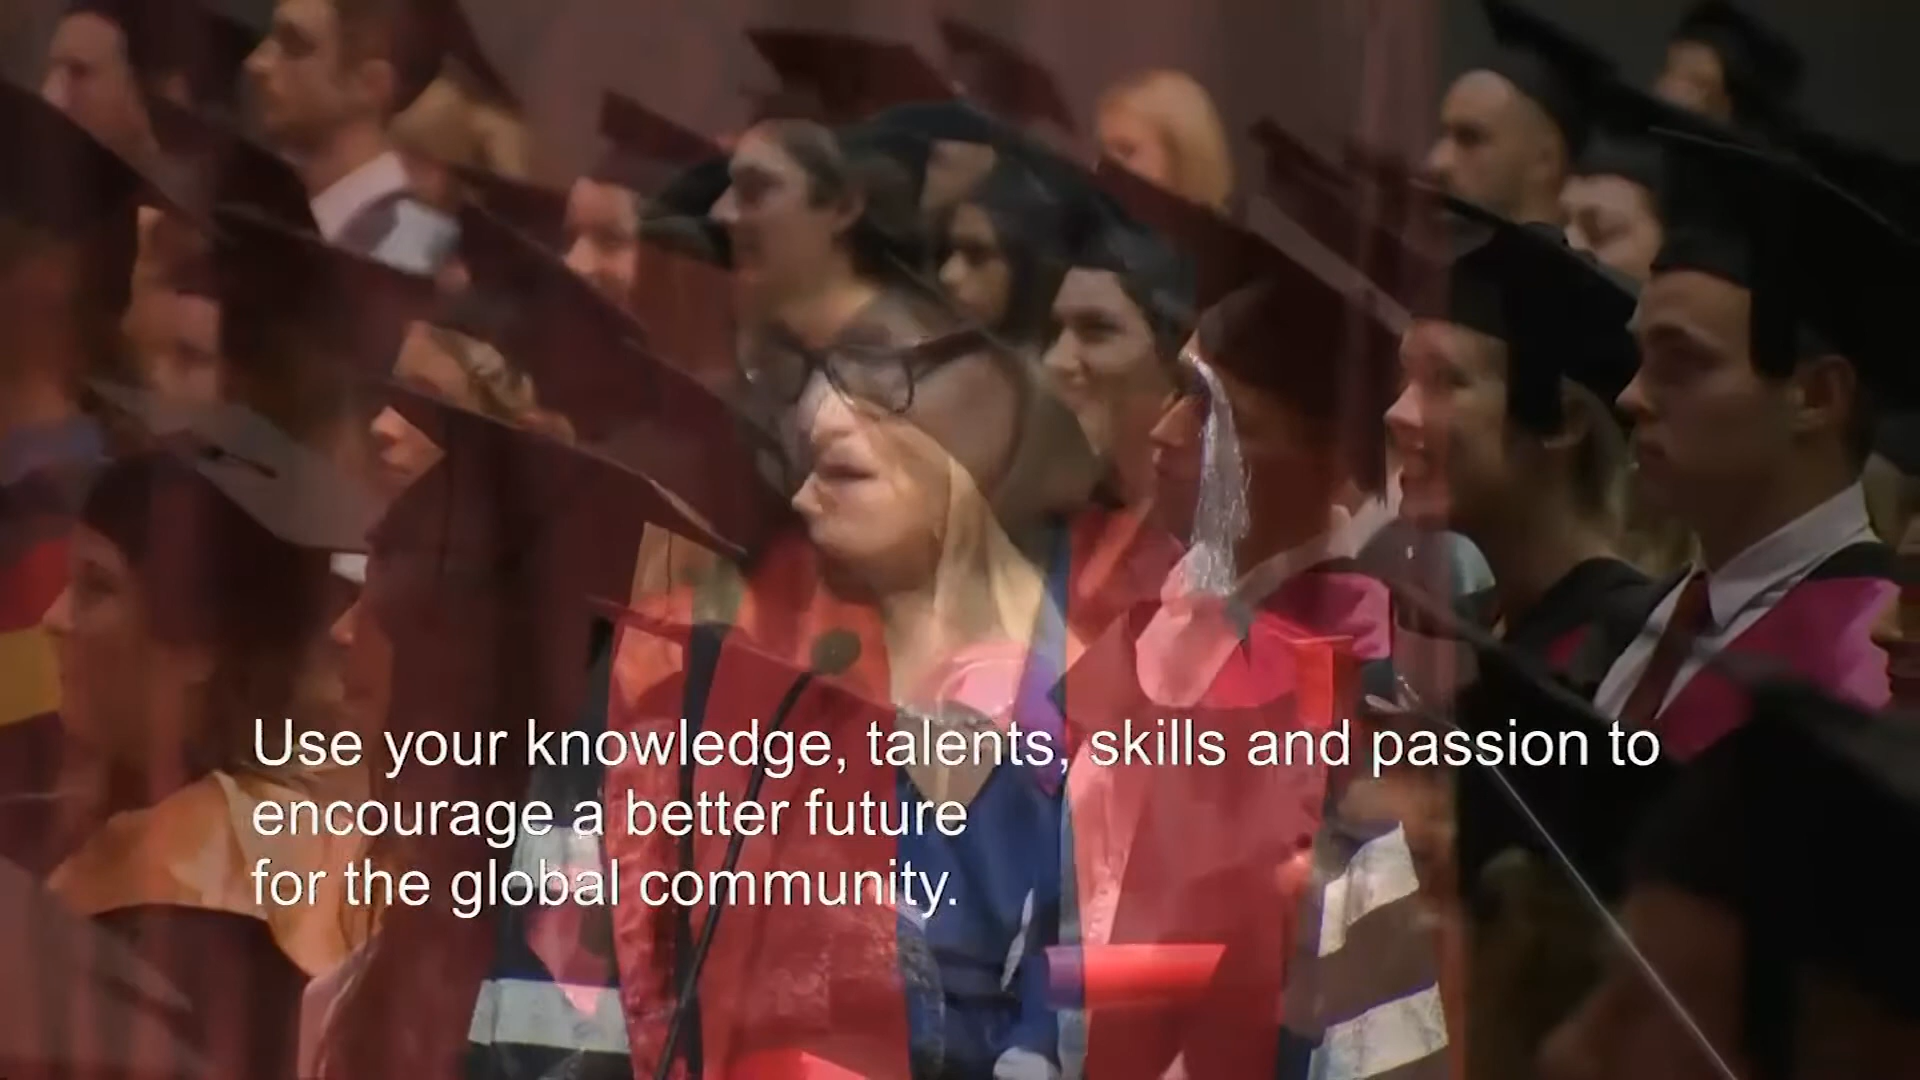 Use your knowledge, talents, skills and passion to
encourage a better future
for the global community.